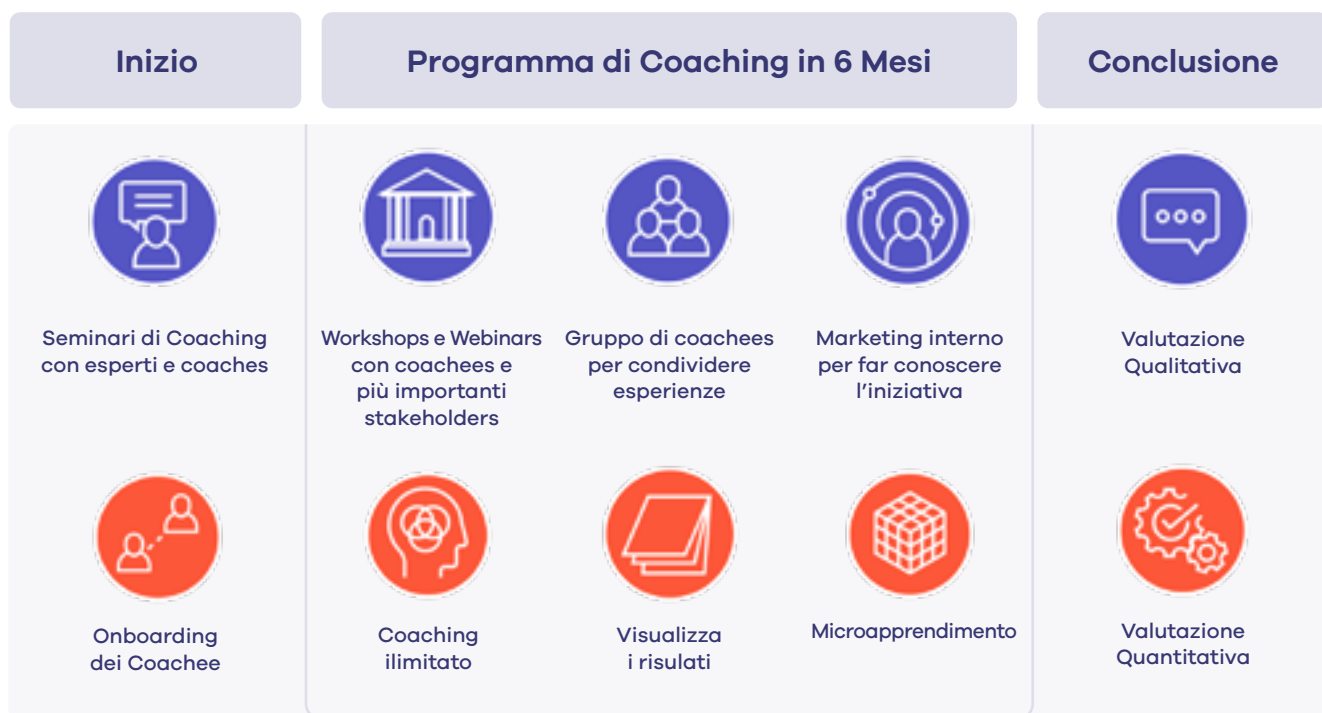 Inizio
Programma di Coaching in 6 Mesi
Conclusione
Seminari di Coaching
con esperti e coaches
Workshops e Webinars
con coachees e
più importanti
stakeholders
Gruppo di coachees
per condividere
esperienze
Marketing interno
per far conoscere
l'iniziativa
Valutazione
Qualitativa
Onboarding
dei Coachee
Coaching
ilimitato
Visualizza
i risulati
Microapprendimento
Valutazione
Quantitativa